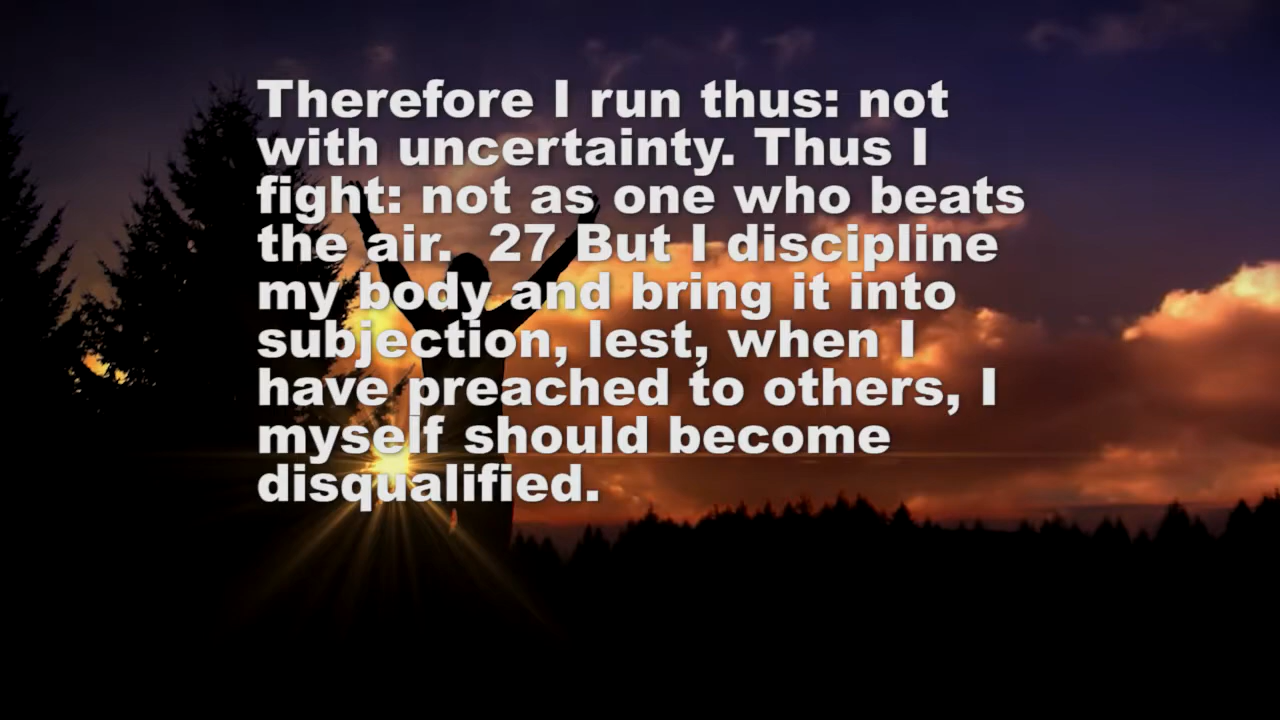 Therefore I run thus: not
with uncertainty. Thus I
fight: not as one who beats
the air.  27 But I discipline
my body and bring it into
subjection, lest, when I
have preached to others, I
myself should become
disqualified.